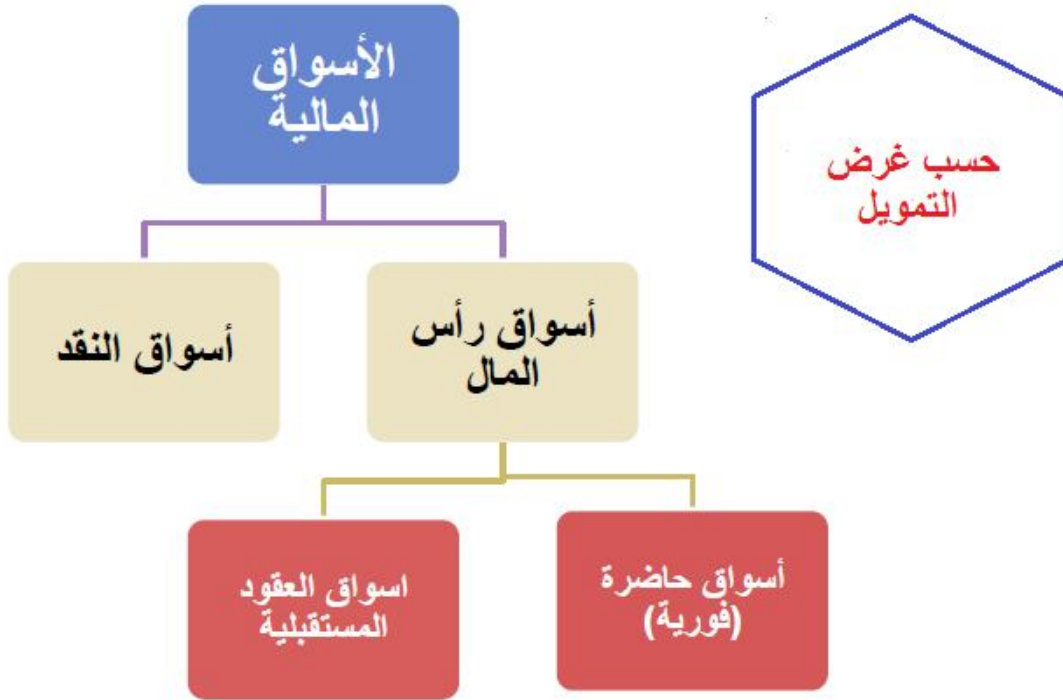 الأسواق
المالية
حسب غرض
التمويل
أسواق رأس
المال
أسواق النقد
أسواق حاضرة
(فورية)
اسواق العقود
المستقبلية